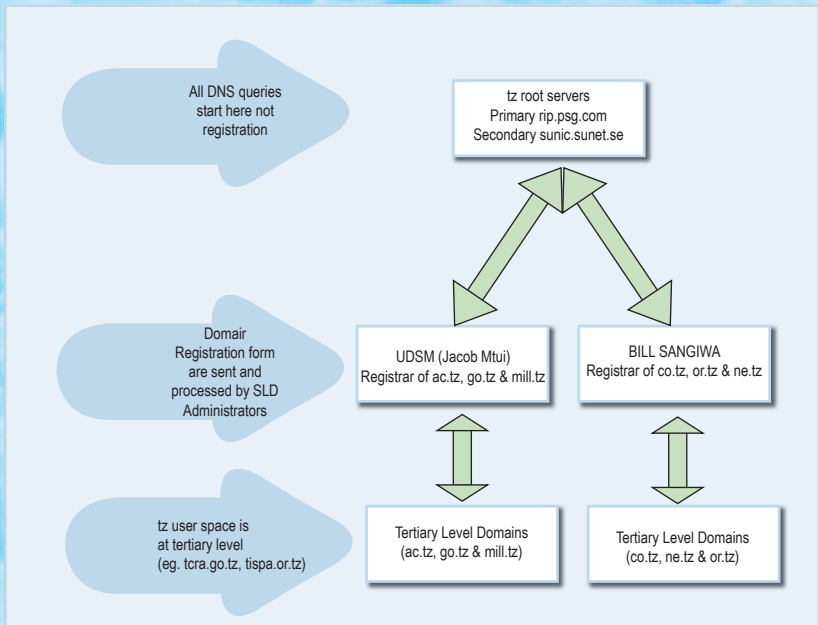 All DNS queries
start here not
registration
tz root servers
Primary rip.psg.com
Secondary sunic.sunet.se
Domair
Registration form
are sent and
processed by SLD
Administrators
UDSM (Jacob Mtui)
Registrar of ac.tz, go.tz & mill.tz
BILL SANGIWA
Registrar of co.tz, or.tz & ne.tz
tz user space is
at tertiary level
(eg. tcra.go.tz, tispa.or.tz)
Tertiary Level Domains
(ac.tz, go.tz & mill.tz)
Tertiary Level Domains
(co.tz, ne.tz & or.tz)